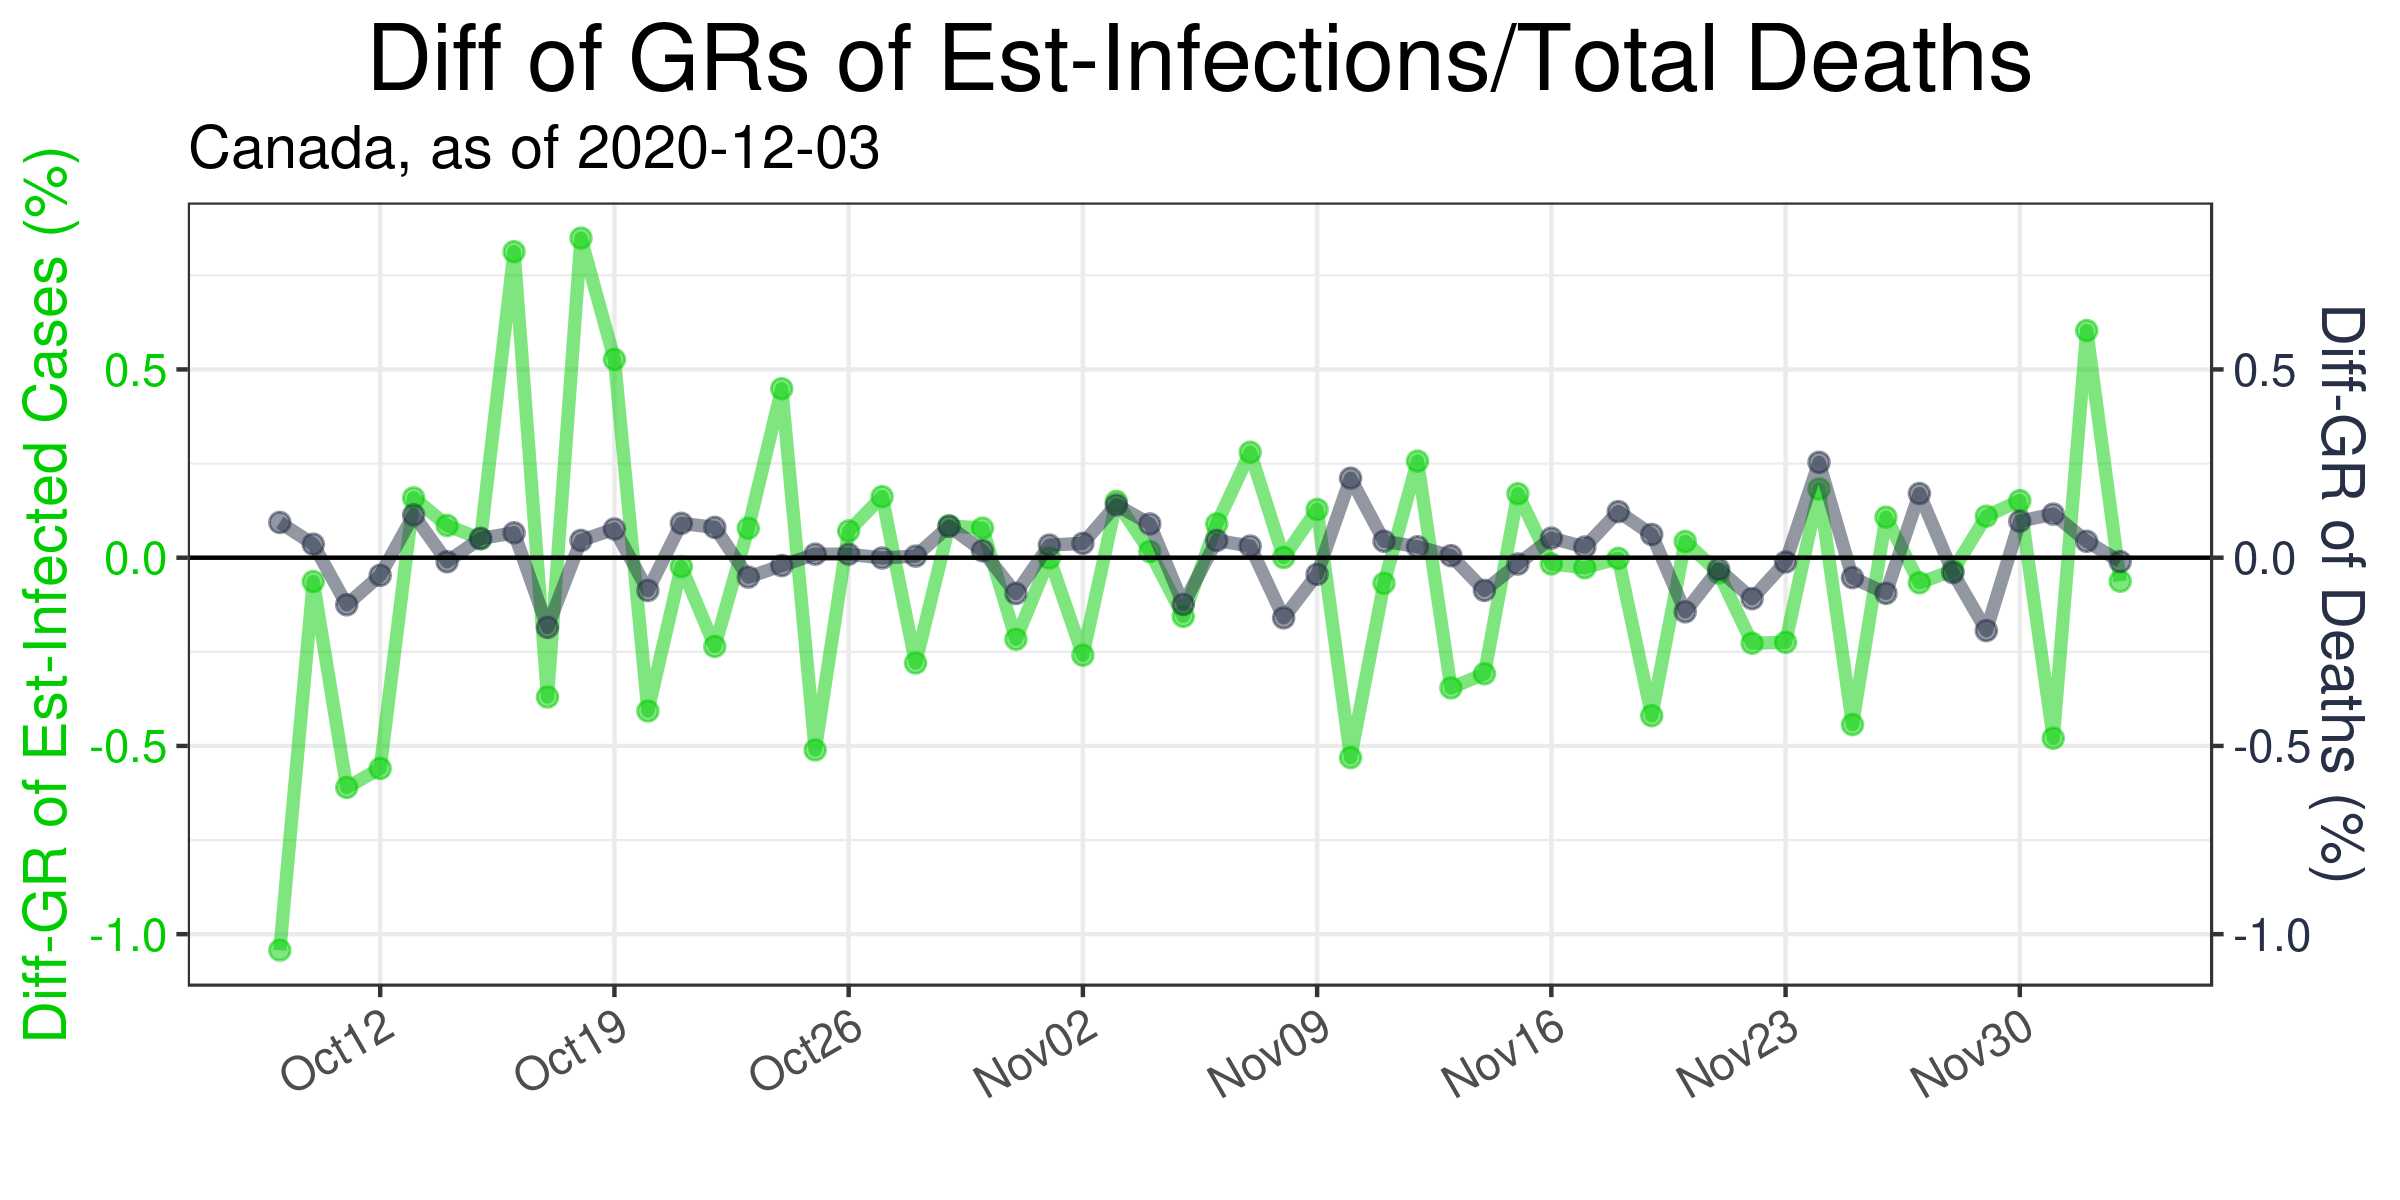 Diff of GRs of Est-Infections/Total Deaths
Canada, as of 2020-12-03
Diff-GR of Est-Infected Cases (%)
0.5
0.0
-0.5
-1.0
0.5
0.0
-0.5
-1.0
Diff-GR of Deaths (%)
Oct12
Oct19
Oct26
Nov02
Nov09
Nov16
Nov23
Nov30